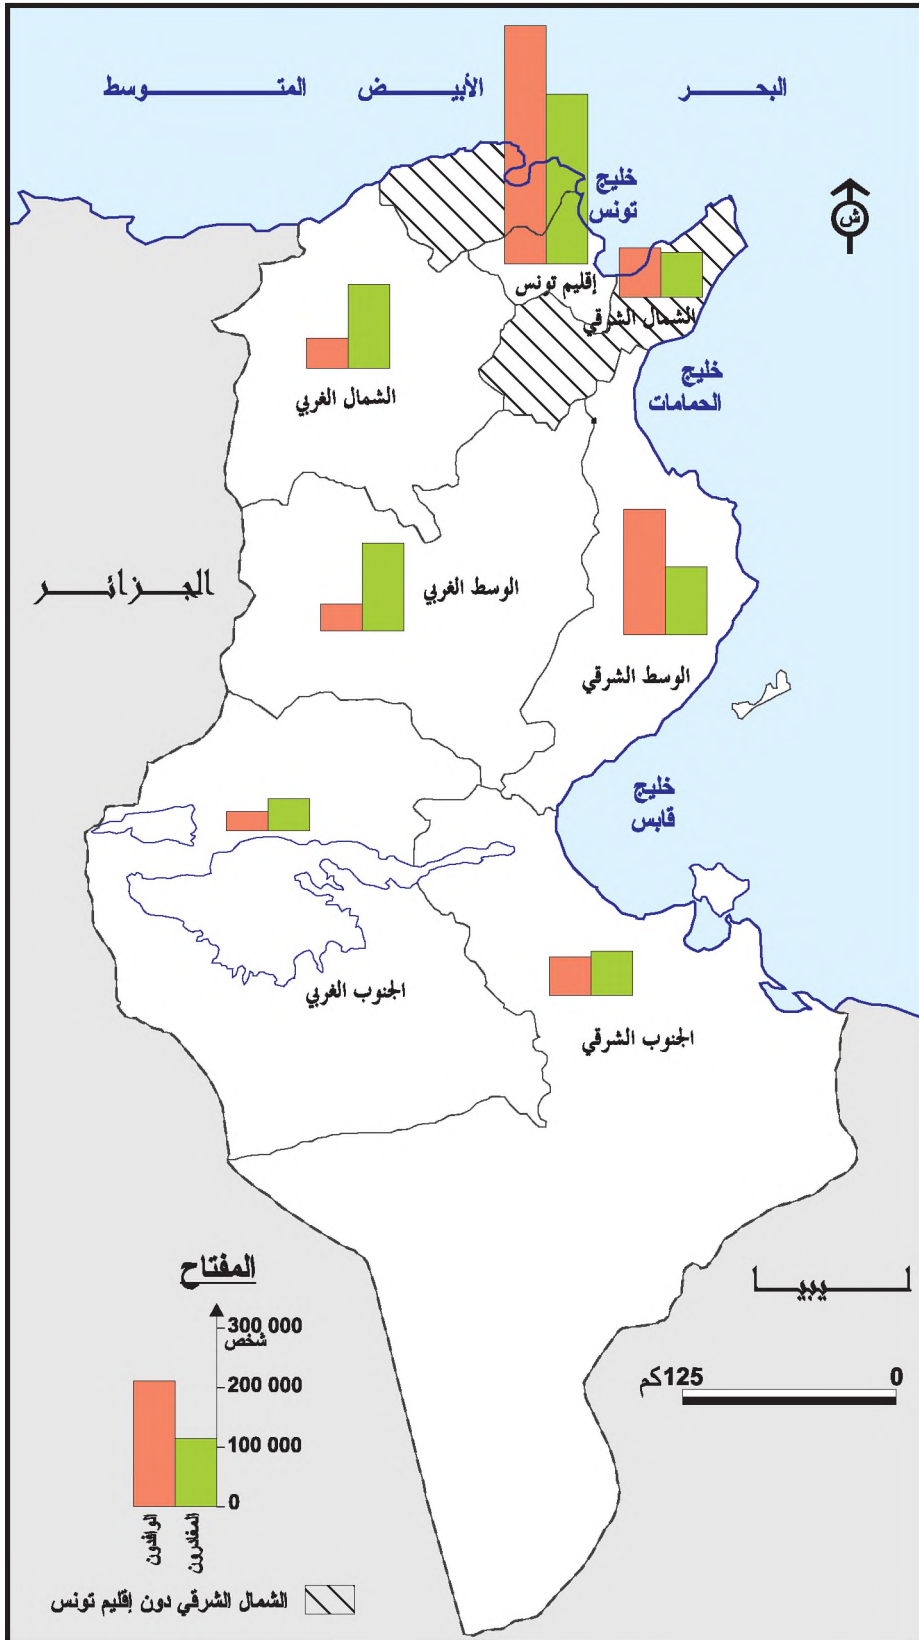 البحر الأبيض المتوسط
خليج
تونس
ش
إقليم تونس
الشمال الشرقي
خليج
الحمامات
الشمال الغربي
الجزائر
الوسط الغربي
الوسط الشرقي
خليج
قابس
الجنوب الغربي
الجنوب الشرقي
ليبيا
المفتاح
300 000
شخص
200 000
100 000
0
الوافدون
المغادرون
0
125كم
الشمال الشرقي دون إقليم تونس